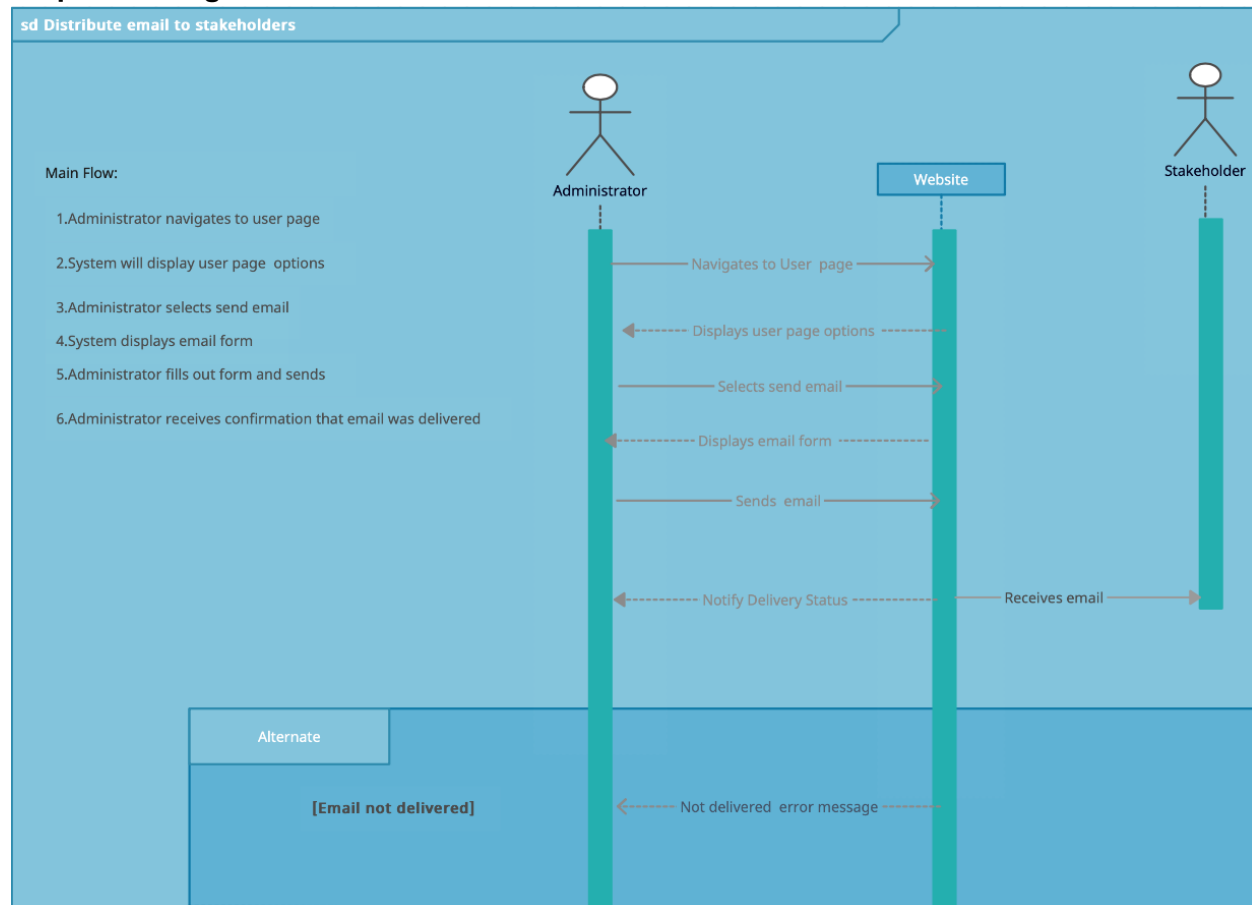 sd Distribute email to stakeholders
Main Flow:
1.Administrator navigates to user page
2.System will display user page options
3.Administrator selects send email
4.System displays email form
5.Administrator fills out form and sends
6.Administrator receives confirmation that email was delivered
Administrator
Website
Stakeholder
Navigates to User page
Displays user page options
Selects send email
Displays email form
Sends email
Notify Delivery Status
Receives email
Alternate
[Email not delivered]
Not delivered error message